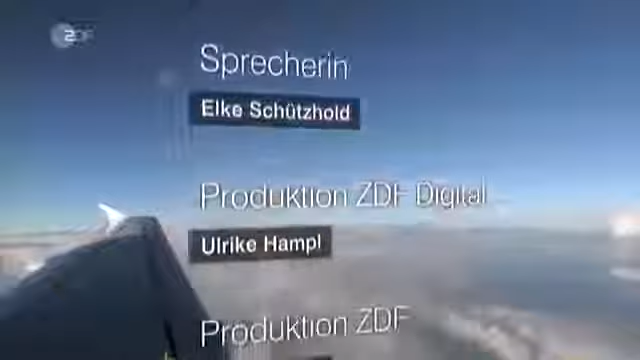 ZDF
Sprecherin
Elke Schützhold
Produktion ZDF Digital
Ulrike Hampl
Produktion ZDF